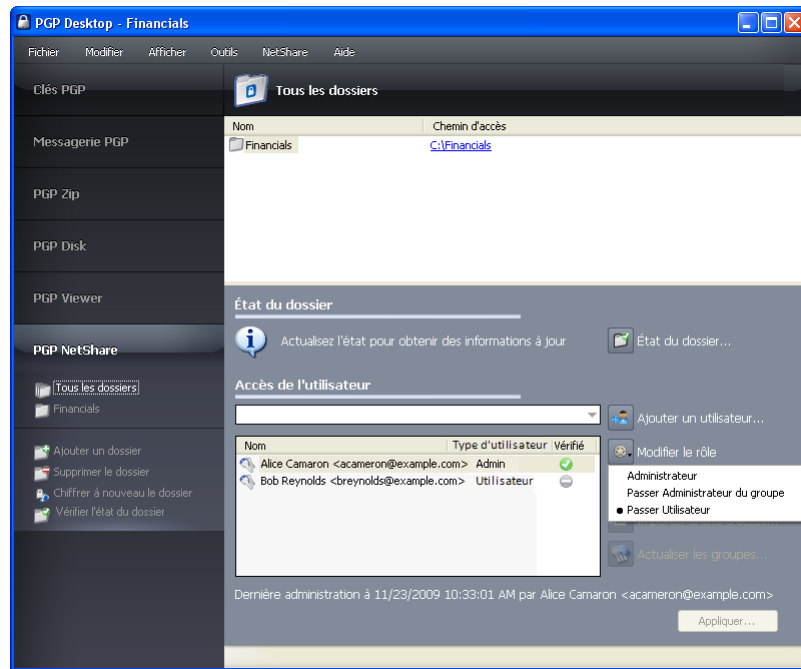 PGP Desktop - Financials
Fichier Modifier Afficher Outils NetShare Aide
Clés PGP
Messagerie PGP
PGP Zip
PGP Disk
PGP Viewer
PGP NetShare
Tous les dossiers
Financials
Ajouter un dossier
Supprimer le dossier
Chiffrer à nouveau le dossier
Vérifier l'état du dossier
Tous les dossiers
Nom Chemin d'accès
Financials C:\Financials
État du dossier
Actualisez l'état pour obtenir des informations à jour
État du dossier...
Accès de l'utilisateur
Ajouter un utilisateur...
Nom Type d'utilisateur Vérifié
Alice Camaron <acameron@example.com> Admin
Bob Reynolds <breynolds@example.com> Utilisateur
Modifier le rôle
Administrateur
Passer Administrateur du groupe
Passer Utilisateur
Actualiser les groupes...
Dernière administration à 11/23/2009 10:33:01 AM par Alice Camaron <acameron@example.com>
Appliquer...